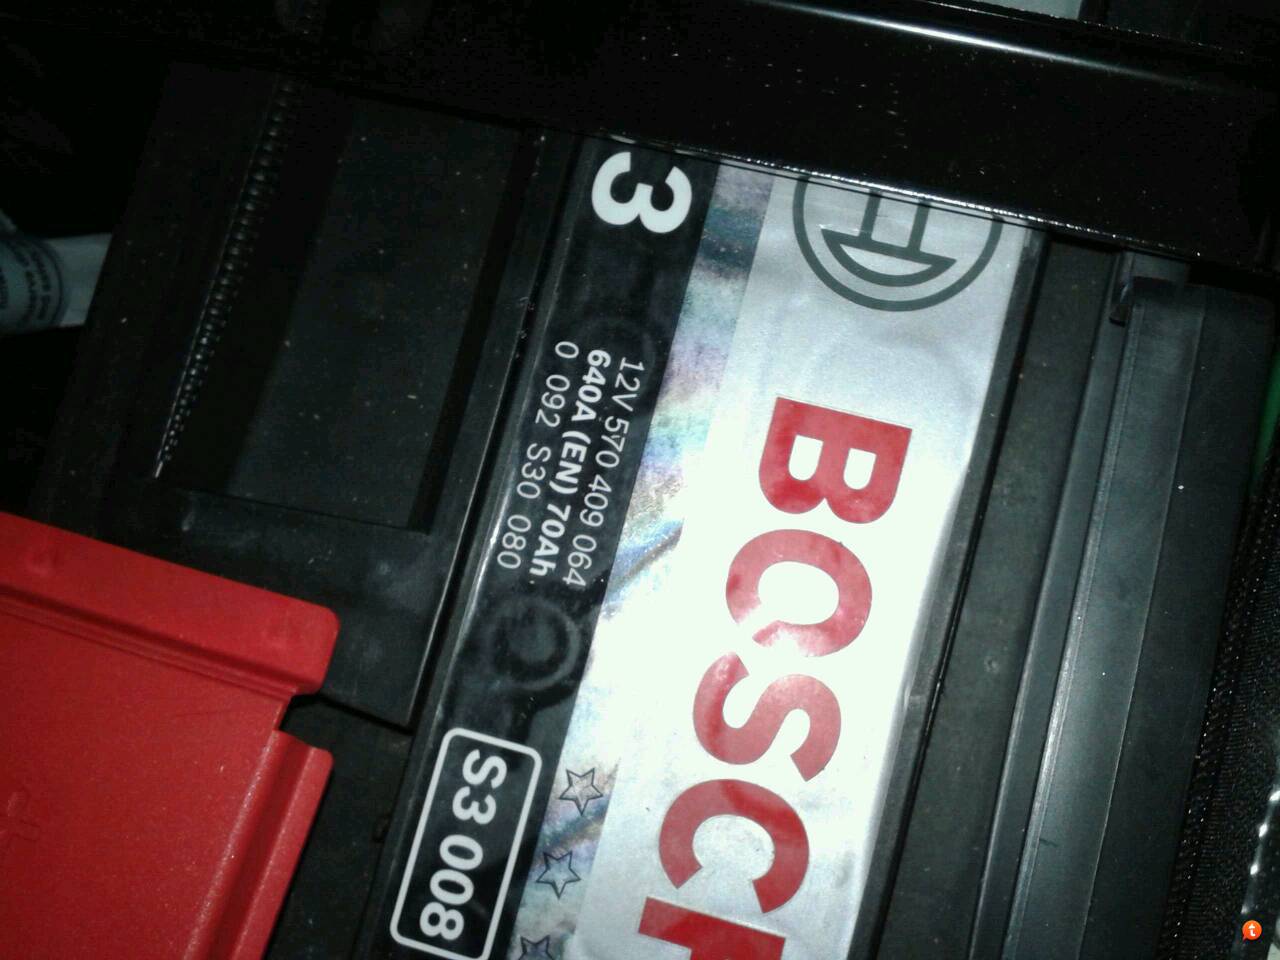 3
BOSCH
12V 570 409 064
640A (EN) 70Ah
0 092 S30 080
S3 008
+
t